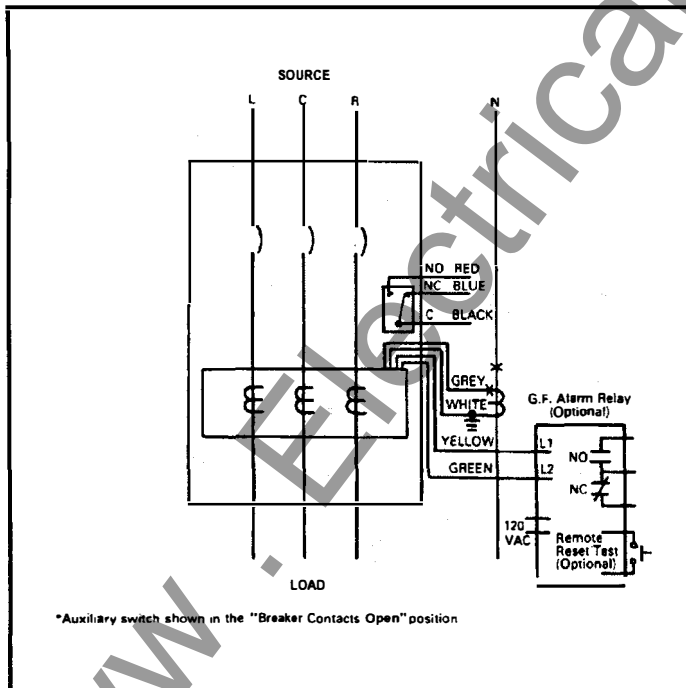 SOURCE
L C R N
NO RED
NC BLUE
C BLACK
GREY
WHITE
G.F. Alarm Relay
(Optional)
YELLOW
L1
NO
GREEN
L2
NC
120
VAC
Remote
Reset Test
(Optional)
LOAD
*Auxiliary switch shown in the "Breaker Contacts Open" position
w . Electrical